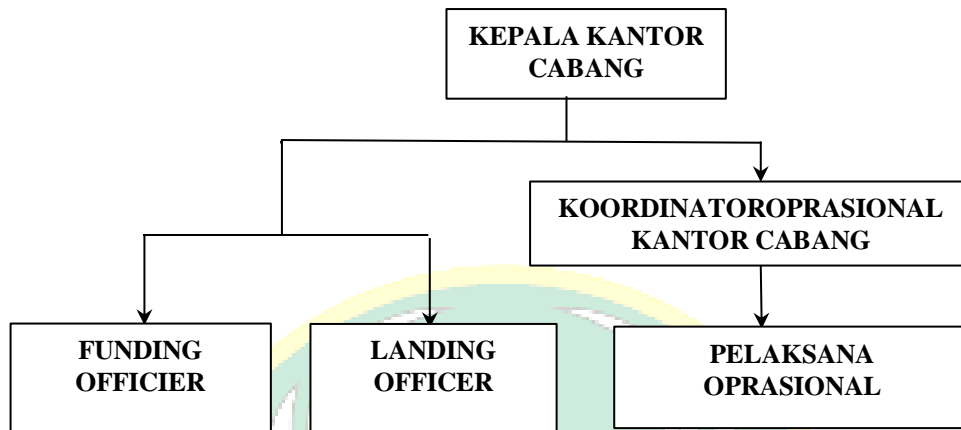 KEPALA KANTOR
CABANG
KOORDINATOROPRASIONAL
KANTOR CABANG
FUNDING
OFFICIER
LANDING
OFFICER
PELAKSANA
OPRASIONAL